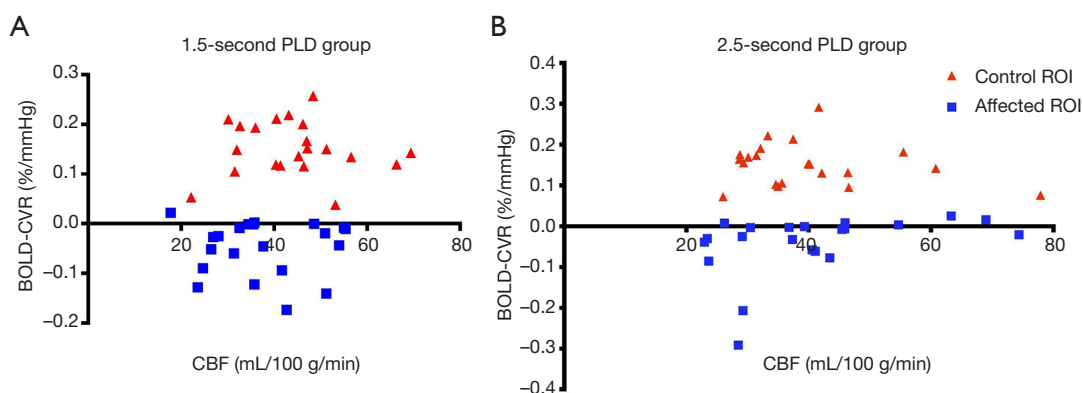 A
1.5-second PLD group
BOLD-CVR (%/mmHg)
0.3
0.2
0.1
0.0
–0.1
–0.2
20
40
60
80
CBF (mL/100 g/min)
B
2.5-second PLD group
BOLD-CVR (%/mmHg)
0.4
0.3
0.2
0.1
0.0
–0.1
–0.2
–0.3
–0.4
20
40
60
80
CBF (mL/100 g/min)
Control ROI
Affected ROI